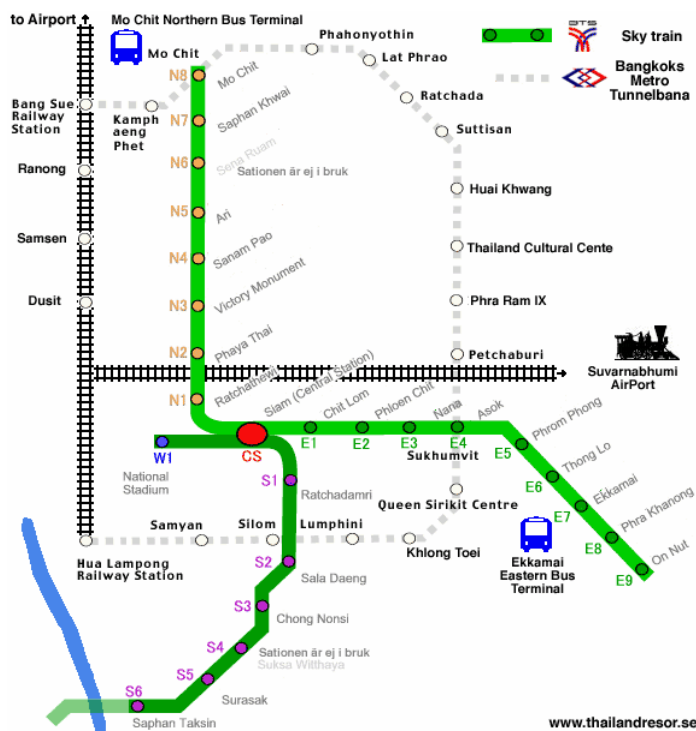 to Airport
Mo Chit Northern Bus Terminal
Mo Chit
Phahonyothin
Lat Phrao
Ratchada
Suttisan
BTS
Sky train
Bangkoks
Metro
Tunnelbana
Bang Sue
Railway
Station
Kamph
aeng
Phet
N8
Mo Chit
N7
Saphan Khwai
N6
Sena Ruam
Sationen är ej i bruk
Ranong
Huai Khwang
N5
Ari
Samsen
N4
Sanam Pao
Thailand Cultural Cente
Dusit
N3
Victory Monument
Phra Ram IX
N2
Phaya Thai
Petchaburi
Suvarnabhumi
AirPort
N1
Ratchathewi
Siam (Central Station)
Chit Lom
Phloen Chit
Nana
Asok
Phrom Phong
Thong Lo
Ekkamai
Phra Khanong
On Nut
W1
CS
E1
E2
E3
E4
E5
E6
E7
E8
E9
Sukhumvit
National
Stadium
S1
Ratchadamri
Queen Sirikit Centre
Samyan
Silom
Lumphini
Khlong Toei
Hua Lampong
Railway Station
Ekkamai
Eastern Bus
Terminal
S2
Sala Daeng
S3
Chong Nonsi
S4
Sationen är ej i bruk
Suksa Witthaya
S5
Surasak
S6
Saphan Taksin
www.thailandresor.se